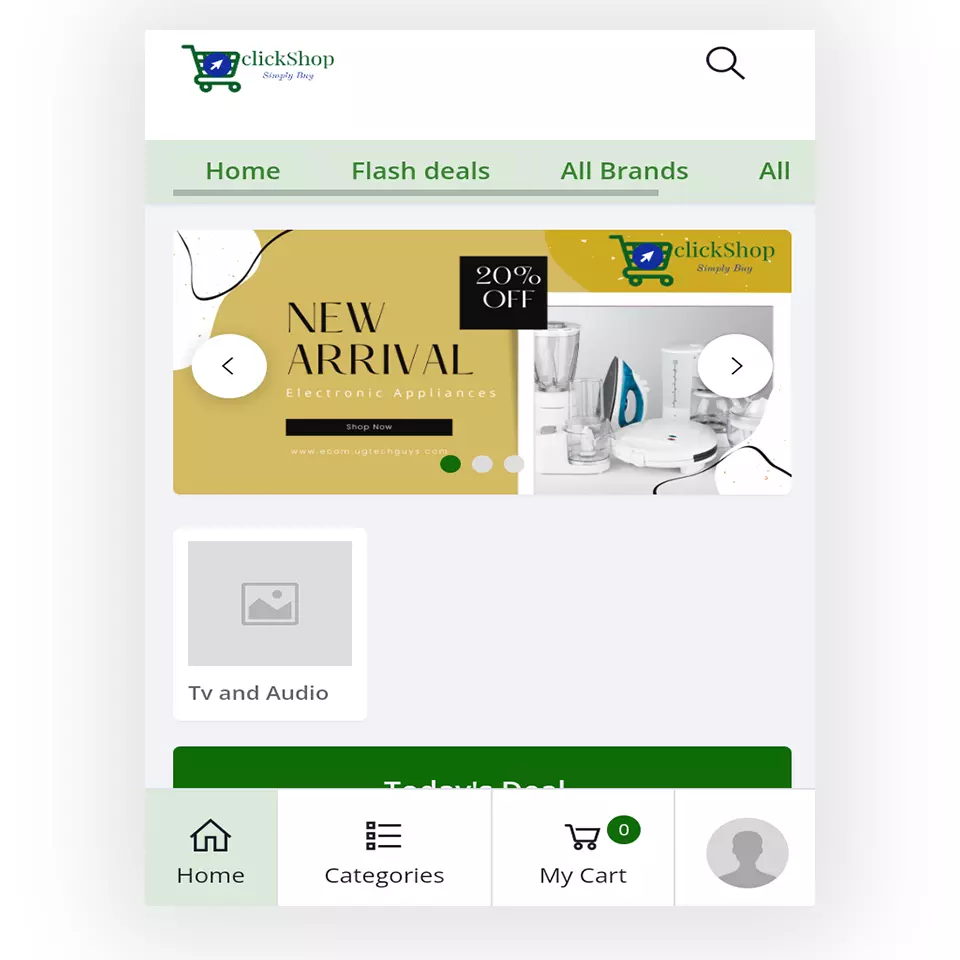 clickShop
Simply Buy
Home Flash deals All Brands All
clickShop
Simply Buy
20%
OFF
NEW
ARRIVAL
Electronic Appliances
Shop Now
www.ecom.ugtechguys.com
Tv and Audio
Today's Deal
0
Home Categories My Cart